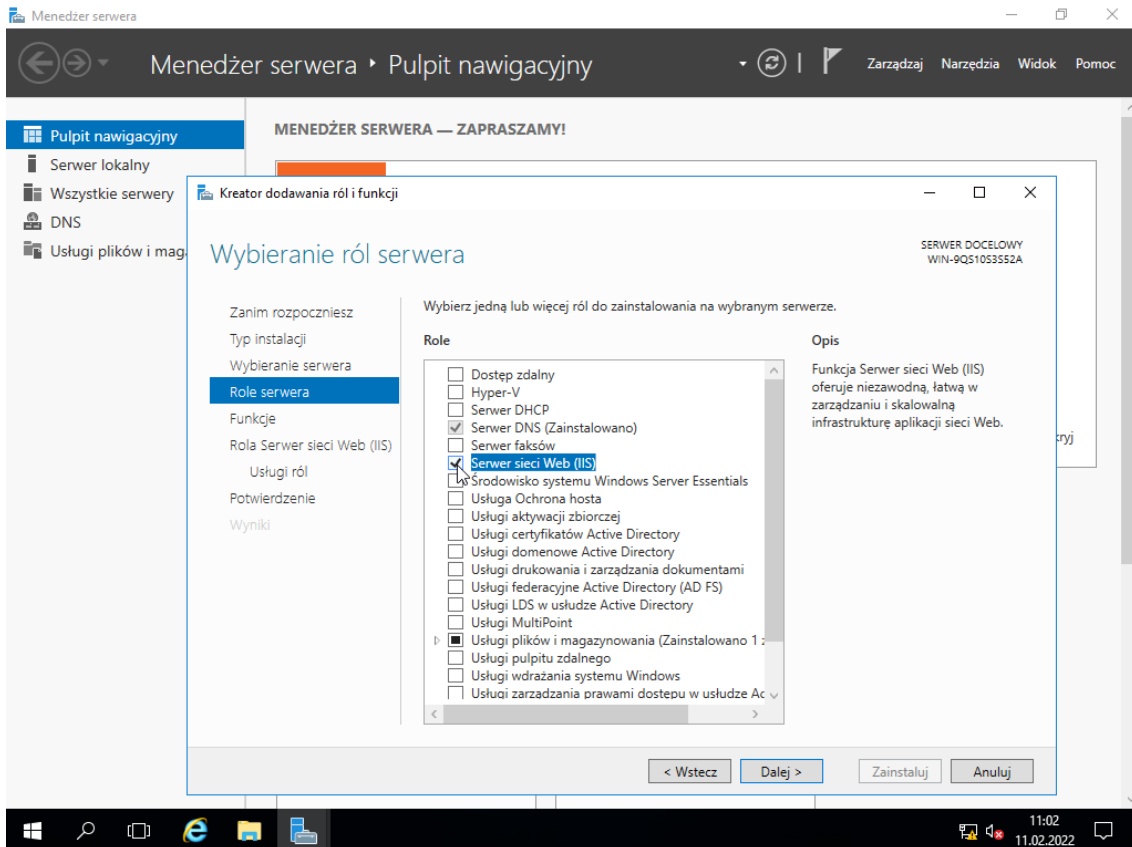 Menedżer serwera
Menedżer serwera
Pulpit nawigacyjny
Zarządzaj
Narzędzia
Widok
Pomoc
Pulpit nawigacyjny
Serwer lokalny
Wszystkie serwery
DNS
Usługi plików i mag
MENEDŻER SERWERA — ZAPRASZAMY!
Kreator dodawania ról i funkcji
Wybieranie ról serwera
SERWER DOCELOWY
WIN-9QS10S3S52A
Zanim rozpoczniesz
Typ instalacji
Wybieranie serwera
Role serwera
Funkcje
Rola Serwer sieci Web (IIS)
Usługi ról
Potwierdzenie
Wyniki
Wybierz jedną lub więcej ról do zainstalowania na wybranym serwerze.
Role
Dostęp zdalny
Hyper-V
Serwer DHCP
Serwer DNS (Zainstalowano)
Serwer faksów
Serwer sieci Web (IIS)
Środowisko systemu Windows Server Essentials
Usługa Ochrona hosta
Usługi aktywacji zbiorczej
Usługi certyfikatów Active Directory
Usługi domenowe Active Directory
Usługi drukowania i zarządzania dokumentami
Usługi federacyjne Active Directory (AD FS)
Usługi LDS w usłudze Active Directory
Usługi MultiPoint
Usługi plików i magazynowania (Zainstalowano 1 z
Usługi pulpitu zdalnego
Usługi wdrażania systemu Windows
Usługi zarządzania prawami dostępu w usłudze Ac
Opis
Funkcja Serwer sieci Web (IIS)
oferuje niezawodną, łatwą w
zarządzaniu i skalowalną
infrastrukturę aplikacji sieci Web.
kryj
< Wstecz
Dalej >
Zainstaluj
Anuluj
11:02
11.02.2022